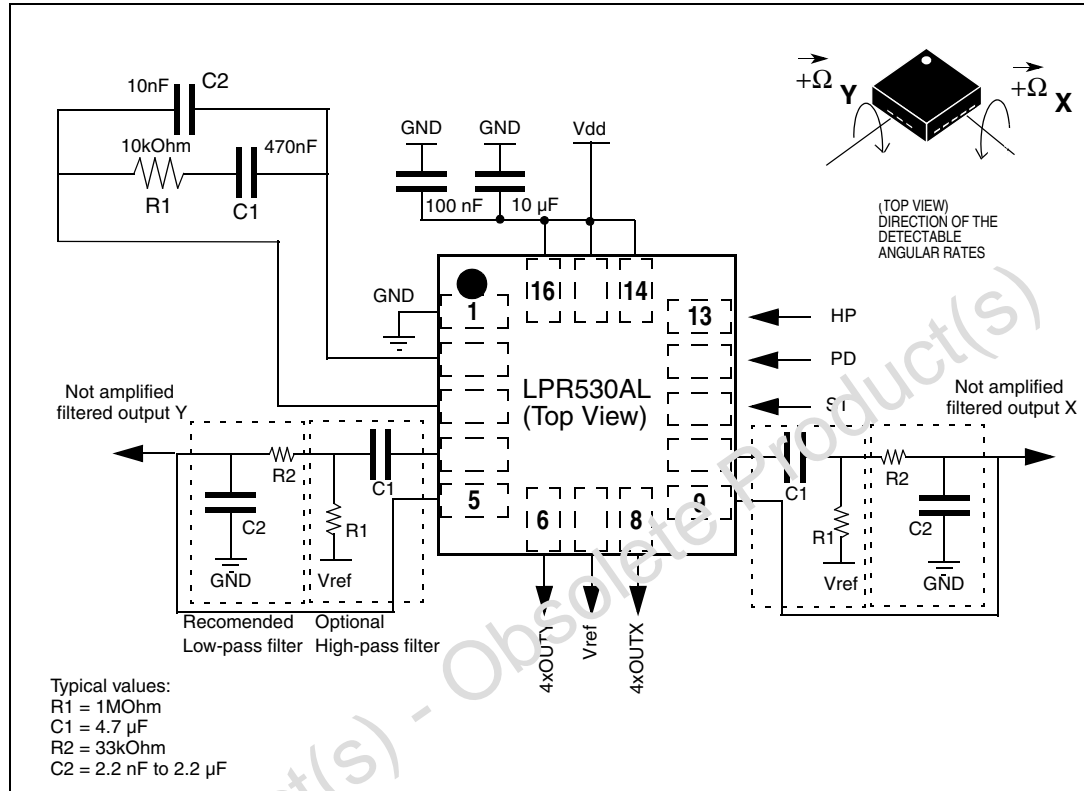 10nF C2
10kOhm 470nF
R1 C1
GND GND Vdd
100 nF 10 µF
+Ω Y +Ω X
(TOP VIEW)
DIRECTION OF THE
DETECTABLE
ANGULAR RATES
GND
1 16 14 13
HP
PD
ST
LPR530AL
(Top View)
Not amplified
filtered output Y
Not amplified
filtered output X
R2 C1
C2 R1
GND Vref
5 6 8 9
C1 R2
R1 C2
Vref GND
Recomended
Low-pass filter
Optional
High-pass filter
4xOUTY Vref 4xOUTX
Typical values:
R1 = 1MOhm
C1 = 4.7 µF
R2 = 33kOhm
C2 = 2.2 nF to 2.2 µF
ct(s) - Obsolete Product(s)